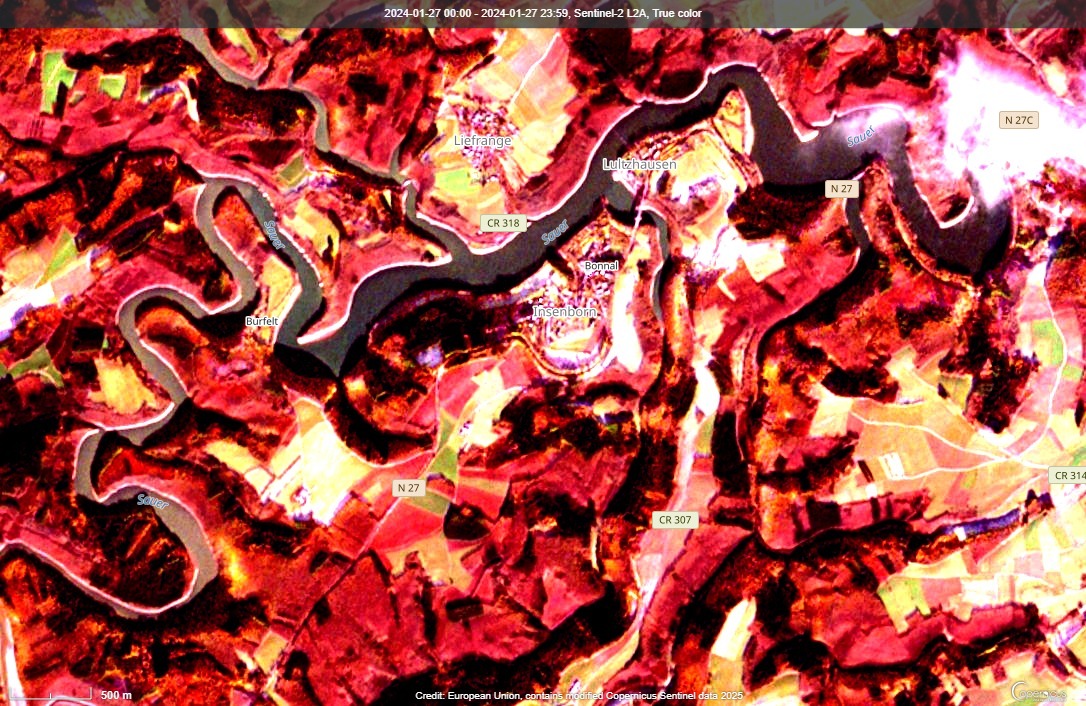 2024-01-27 00:00 - 2024-01-27 23:59, Sentinel-2 L2A, True color
N 27C
Sauer
Liefrange
Lultzhausen
N 27
CR 318
Sauer
Sauer
Bonnal
Insenborn
Burfelt
CR 314
N 27
Sauer
CR 307
500 m
Credit: European Union, contains modified Copernicus Sentinel data 2025
Copernicus